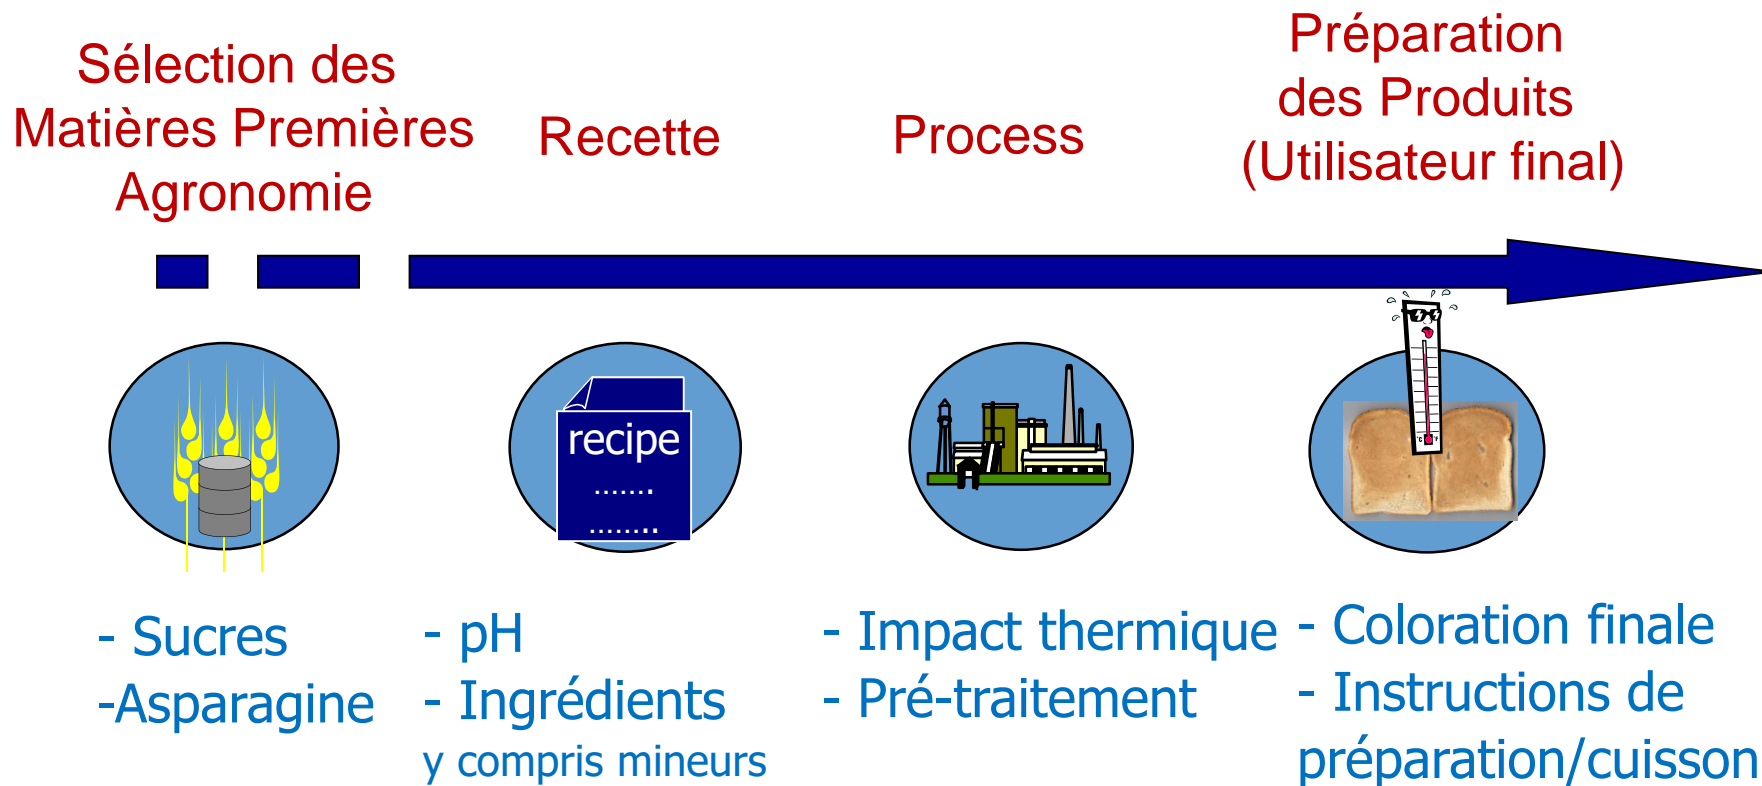 Sélection des
Matières Premières
Agronomie
Recette
Process
Préparation
des Produits
(Utilisateur final)
recipe
.......
........
°C
°F
- Sucres
-Asparagine
- pH
- Ingrédients
y compris mineurs
- Impact thermique
- Pré-traitement
- Coloration finale
- Instructions de
préparation/cuisson